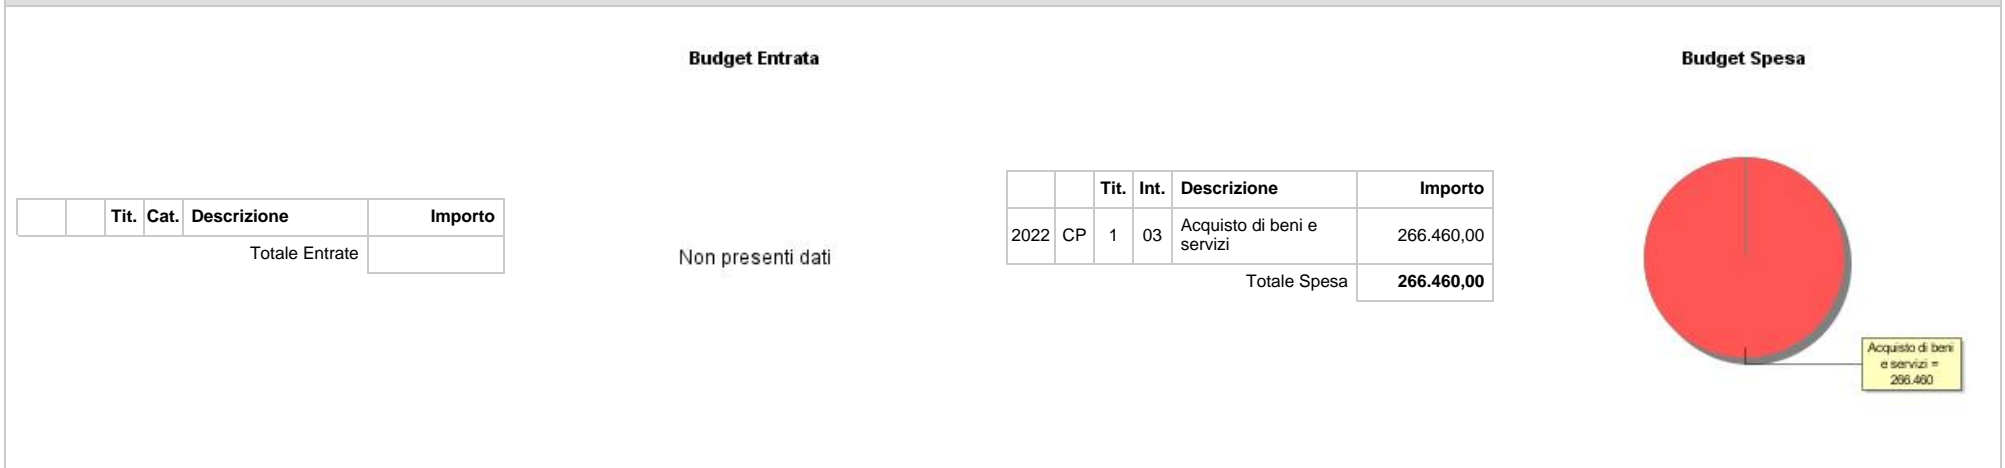 Budget Entrata
Budget Spesa
Tit. Cat. Descrizione Importo
Totale Entrate
Non presenti dati
Tit. Int. Descrizione Importo
2022 CP 1 03 Acquisto di beni e
servizi 266.460,00
Totale Spesa 266.460,00
Acquisto di beni
e servizi =
266.460